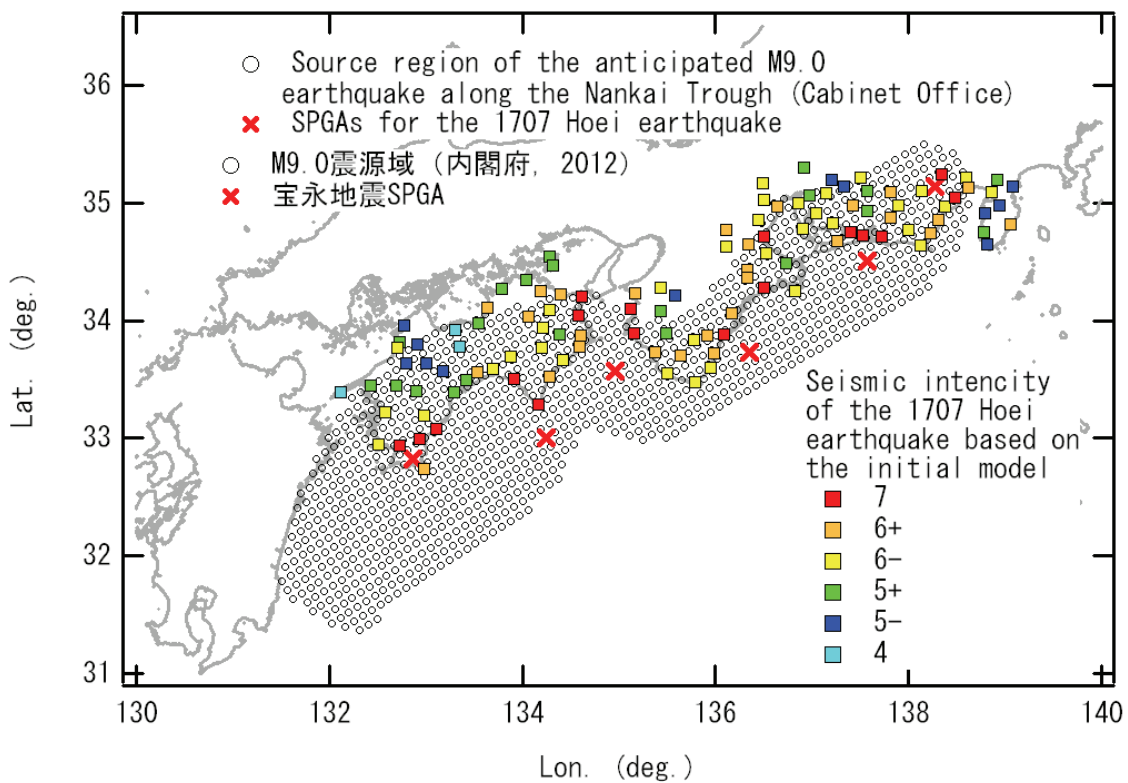 Source region of the anticipated M9.0
earthquake along the Nankai Trough (Cabinet Office)
SPGAs for the 1707 Hoei earthquake
M9.0震源域 (内閣府, 2012)
宝永地震SPGA
Lat. (deg.)
36
35
34
33
32
31
Seismic intencity
of the 1707 Hoei
earthquake based on
the initial model
7
6+
6-
5+
5-
4
130
132
134
136
138
140
Lon. (deg.)